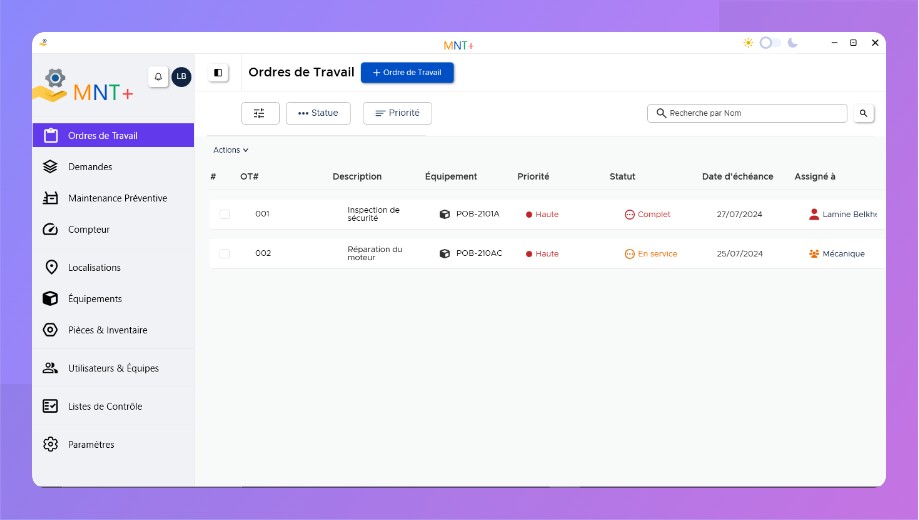 MNT+
MNT+
LB
Ordres de Travail
+ Ordre de Travail
Statue
Priorité
Recherche par Nom
Ordres de Travail
Demandes
Maintenance Préventive
Compteur
Localisations
Équipements
Pièces & Inventaire
Utilisateurs & Équipes
Listes de Contrôle
Paramètres
Actions
# OT# Description Équipement Priorité Statut Date d'échéance Assigné à
001 Inspection de sécurité POB-2101A Haute Complet 27/07/2024 Lamine Belkhe
002 Réparation du moteur POB-210AC Haute En service 25/07/2024 Mécanique